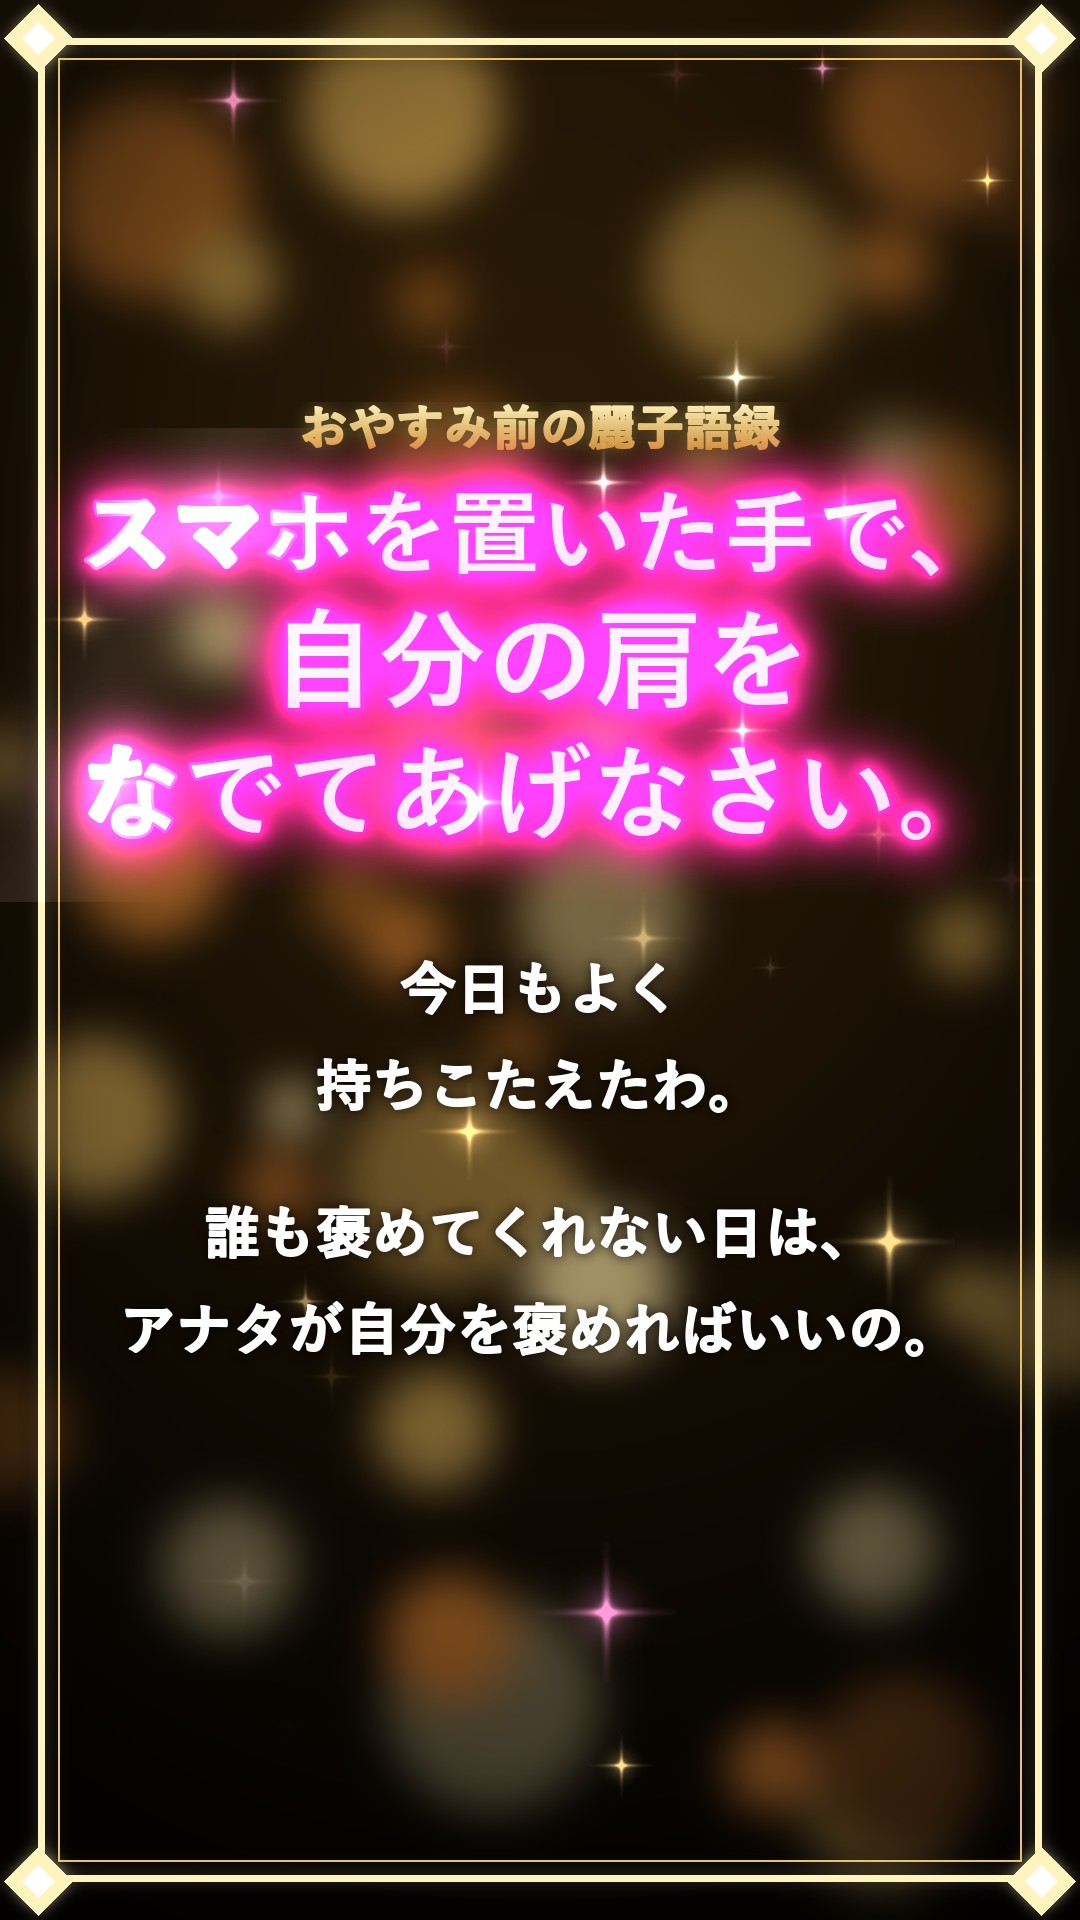 おやすみ前の麗子語録
スマホを置いた手で、
自分の肩を
なでてあげなさい。
今日もよく
持ちこたえたわ。
誰も褒めてくれない日は、
アナタが自分を褒めればいいの。